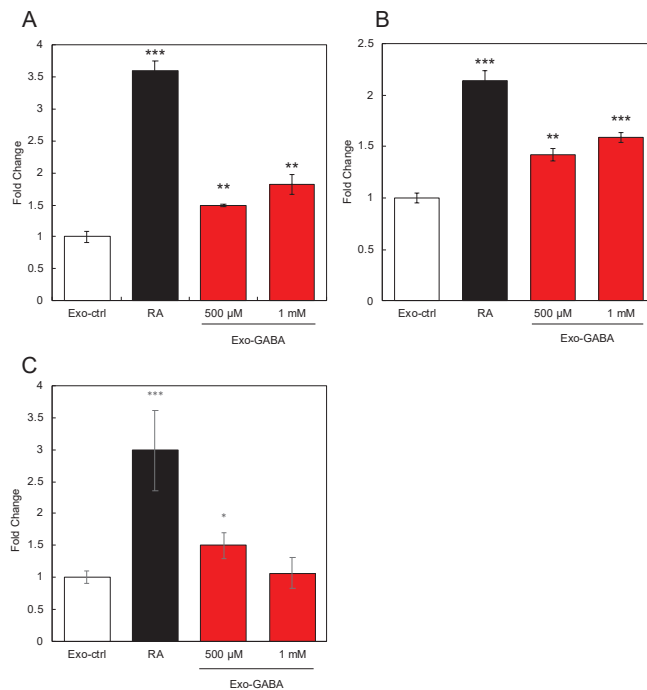 A
Fold Change
4
3.5
3
2.5
2
1.5
1
0.5
0
***
**
**
Exo-ctrl
RA
500 µM
1 mM
Exo-GABA
B
Fold Change
2.5
2
1.5
1
0.5
0
***
**
***
Exo-ctrl
RA
500 µM
1 mM
Exo-GABA
C
Fold Change
4
3.5
3
2.5
2
1.5
1
0.5
0
***
*
Exo-ctrl
RA
500 µM
1 mM
Exo-GABA